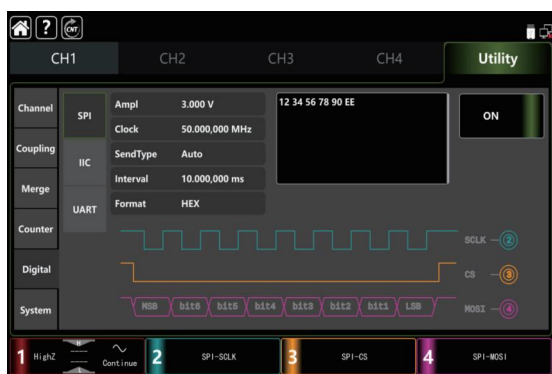 ? CNT
CH1 CH2 CH3 CH4 Utility
Channel
Coupling
Merge
Counter
Digital
System
SPI
IIC
UART
Ampl 3.000 V
Clock 50.000,000 MHz
SendType Auto
Interval 10.000,000 ms
Format HEX
12 34 56 78 90 EE
ON
SCLK 2
CS 3
MSB bit6 bit5 bit4 bit3 bit2 bit1 LSB MOSI 4
1 HighZ H ---- ---- L Continue 2 SPI-SCLK 3 SPI-CS 4 SPI-MOSI